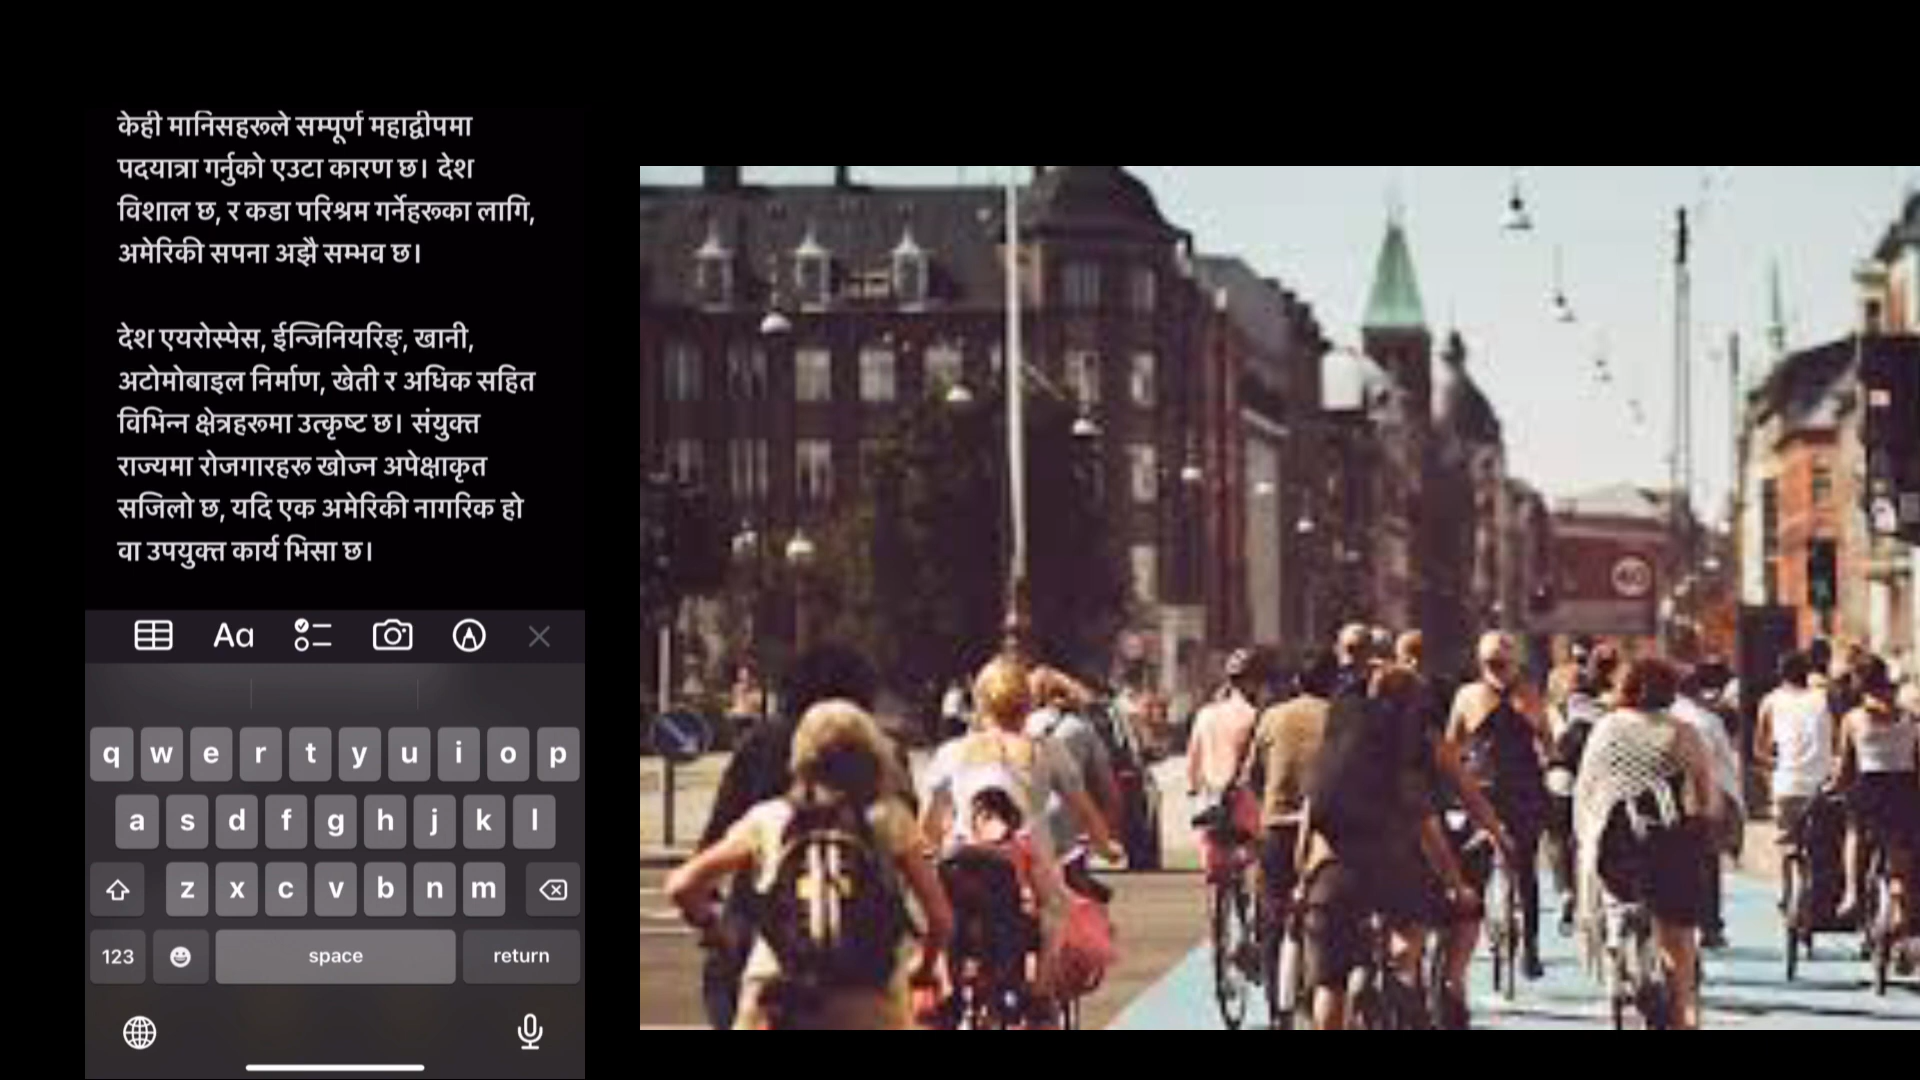 केही मानिसहरूले सम्पूर्ण महाद्वीपमा
पदयात्रा गर्नुको एउटा कारण छ। देश
विशाल छ, र कडा परिश्रम गर्नेहरूका लागि,
अमेरिकी सपना अझै सम्भव छ।
देश एयरोस्पेस, ईन्जिनियरिङ्, खानी,
अटोमोबाइल निर्माण, खेती र अधिक सहित
विभिन्न क्षेत्रहरूमा उत्कृष्ट छ। संयुक्त
राज्यमा रोजगारहरू खोज्न अपेक्षाकृत
सजिलो छ, यदि एक अमेरिकी नागरिक हो
वा उपयुक्त कार्य भिसा छ।
Aa
q w e r t y u i o p
a s d f g h j k l
z x c v b n m
123 space return
40